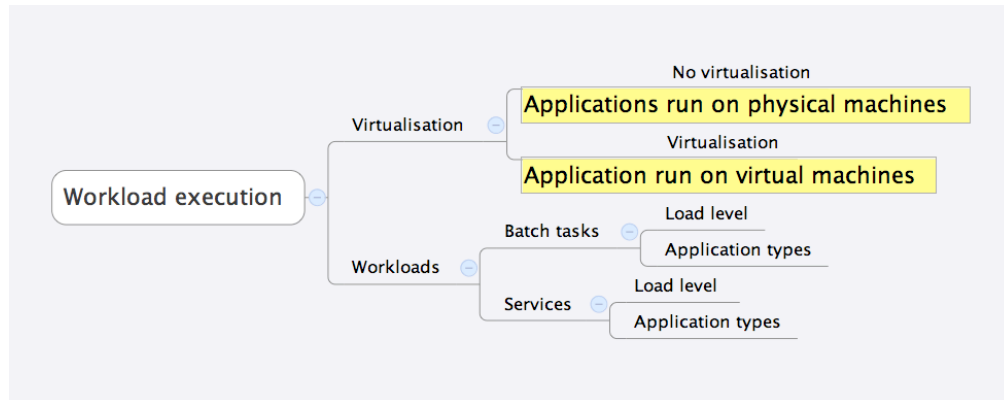 Workload execution
Virtualisation
No virtualisation
Applications run on physical machines
Virtualisation
Application run on virtual machines
Workloads
Batch tasks
Load level
Application types
Services
Load level
Application types